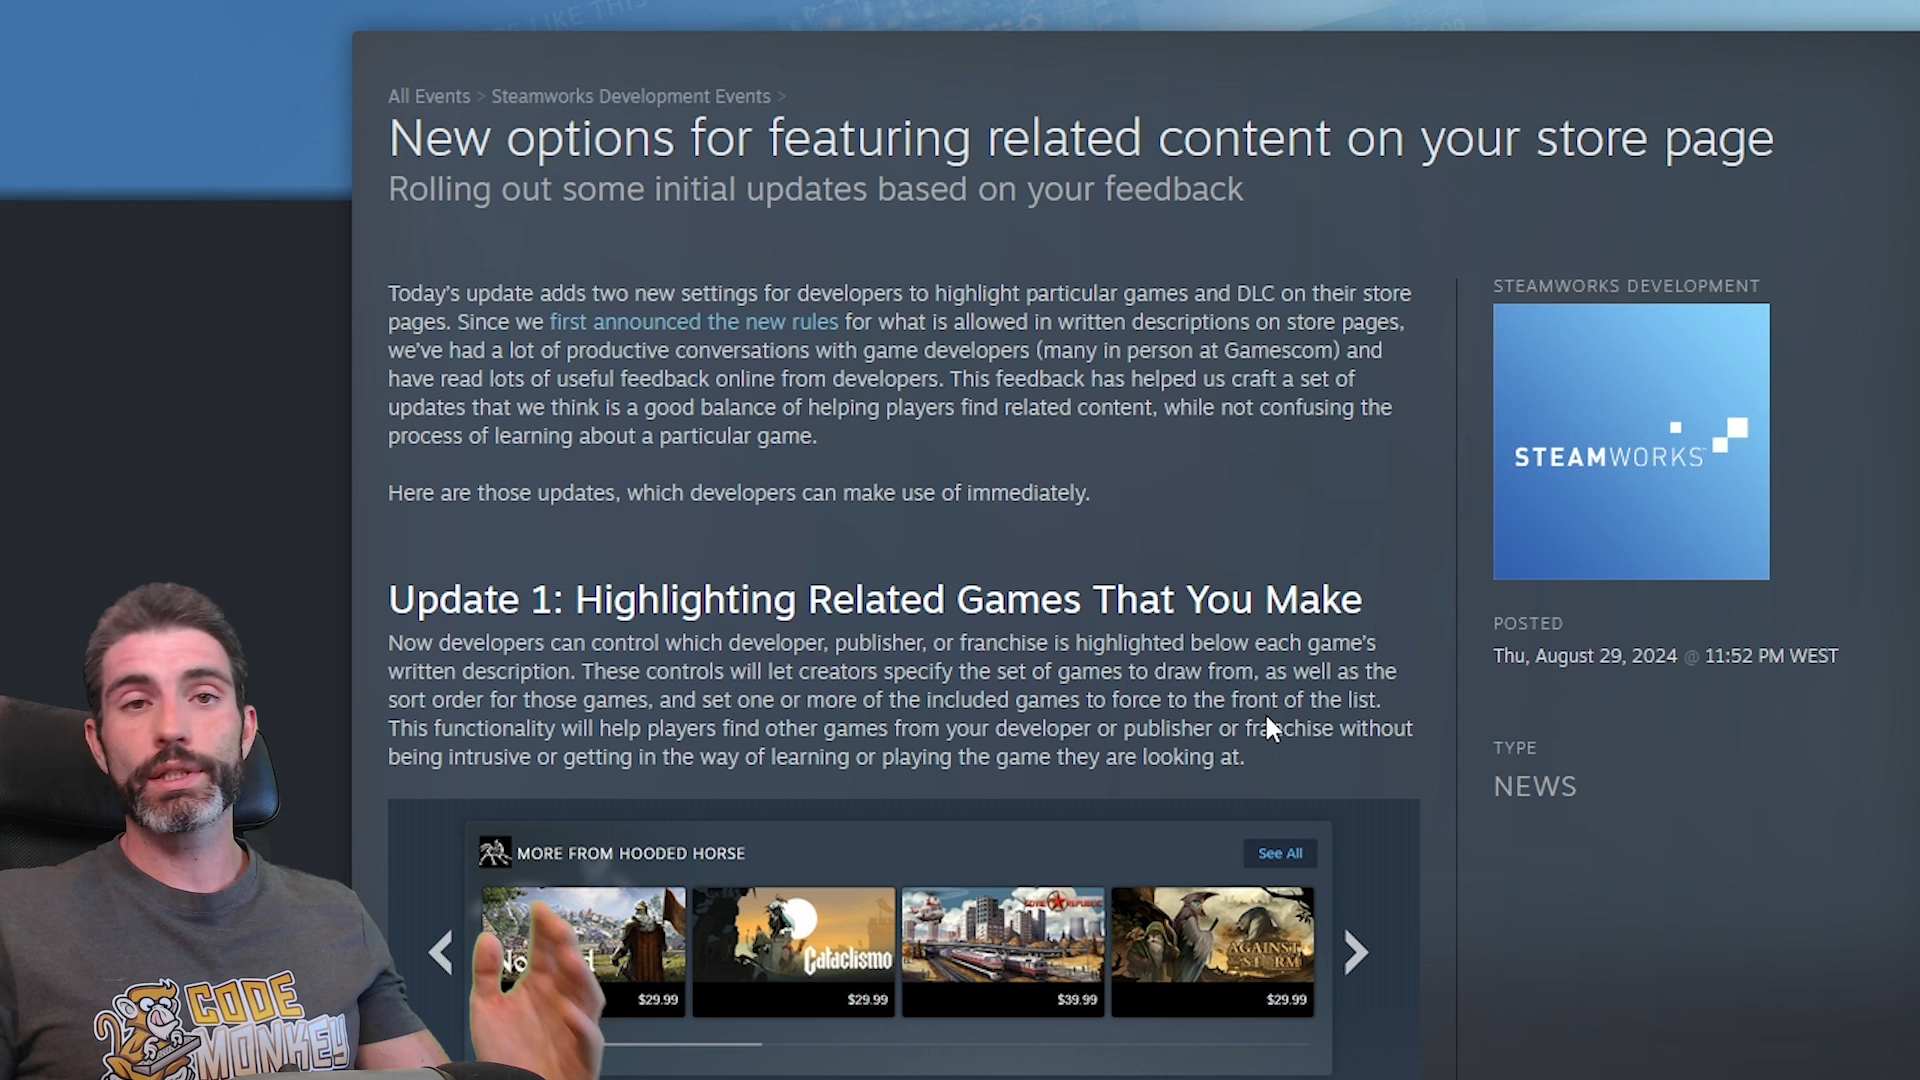 All Events > Steamworks Development Events >
New options for featuring related content on your store page
Rolling out some initial updates based on your feedback
Today's update adds two new settings for developers to highlight particular games and DLC on their store
pages. Since we first announced the new rules for what is allowed in written descriptions on store pages,
we've had a lot of productive conversations with game developers (many in person at Gamescom) and
have read lots of useful feedback online from developers. This feedback has helped us craft a set of
updates that we think is a good balance of helping players find related content, while not confusing the
process of learning about a particular game.
Here are those updates, which developers can make use of immediately.
Update 1: Highlighting Related Games That You Make
Now developers can control which developer, publisher, or franchise is highlighted below each game's
written description. These controls will let creators specify the set of games to draw from, as well as the
sort order for those games, and set one or more of the included games to force to the front of the list.
This functionality will help players find other games from your developer or publisher or franchise without
being intrusive or getting in the way of learning or playing the game they are looking at.
MORE FROM HOODED HORSE
See All
Cataclismo
AGAINST
STORM
$29.99
$29.99
$39.99
$29.99
STEAMWORKS DEVELOPMENT
STEAMWORKS
POSTED
Thu, August 29, 2024 @ 11:52 PM WEST
TYPE
NEWS
CODE
MONKEY